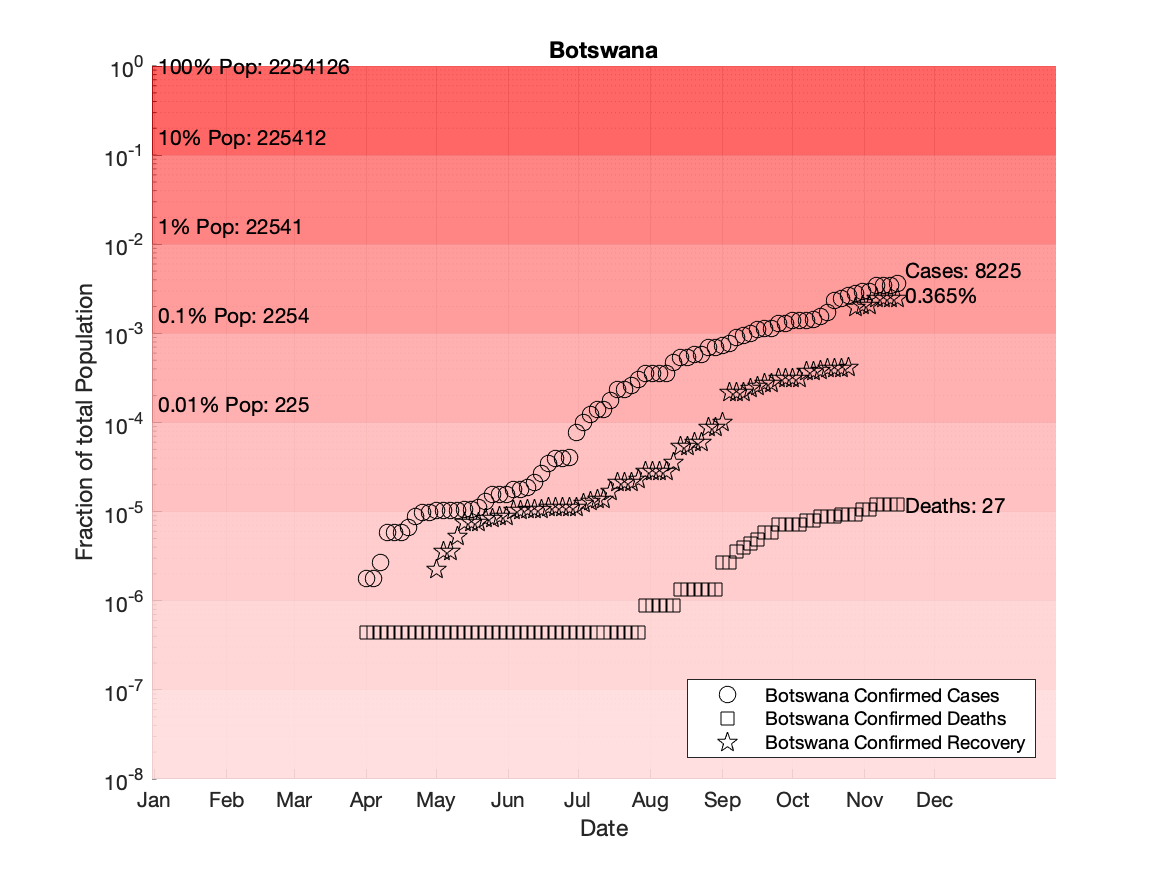 Botswana
10^0
100% Pop: 2254126
10% Pop: 225412
10^-1
1% Pop: 22541
10^-2
Cases: 8225
0.365%
0.1% Pop: 2254
10^-3
0.01% Pop: 225
10^-4
Fraction of total Population
10^-5
Deaths: 27
10^-6
10^-7
Botswana Confirmed Cases
Botswana Confirmed Deaths
Botswana Confirmed Recovery
10^-8
Jan Feb Mar Apr May Jun Jul Aug Sep Oct Nov Dec
Date